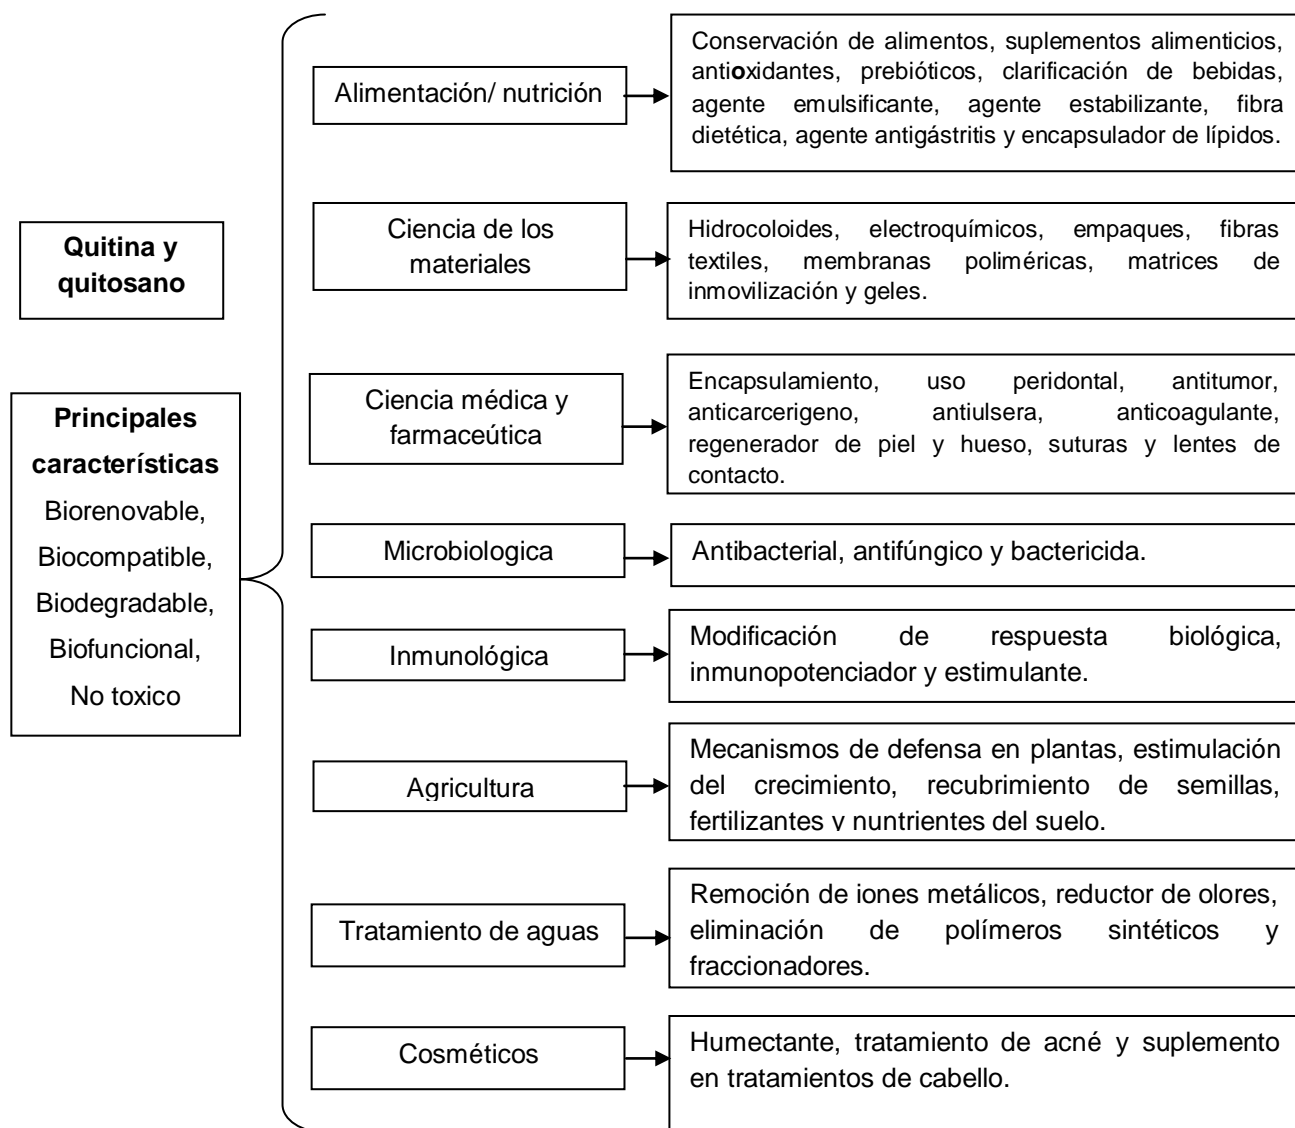 Quitina y
quitosano
Principales
características
Biorenovable,
Biocompatible,
Biodegradable,
Biofuncional,
No toxico
Alimentación/ nutrición
Conservación de alimentos, suplementos alimenticios,
antioxidantes, prebióticos, clarificación de bebidas,
agente emulsificante, agente estabilizante, fibra
dietética, agente antigástritis y encapsulador de lípidos.
Ciencia de los
materiales
Hidrocoloides, electroquímicos, empaques, fibras
textiles, membranas poliméricas, matrices de
inmovilización y geles.
Ciencia médica y
farmaceútica
Encapsulamiento, uso peridontal, antitumor,
anticarcerigeno, antiulsera, anticoagulante,
regenerador de piel y hueso, suturas y lentes de
contacto.
Microbiologica
Antibacterial, antifúngico y bactericida.
Inmunológica
Modificación de respuesta biológica,
inmunopotenciador y estimulante.
Agricultura
Mecanismos de defensa en plantas, estimulación
del crecimiento, recubrimiento de semillas,
fertilizantes y nuntrientes del suelo.
Tratamiento de aguas
Remoción de iones metálicos, reductor de olores,
eliminación de polímeros sintéticos y
fraccionadores.
Cosméticos
Humectante, tratamiento de acné y suplemento
en tratamientos de cabello.